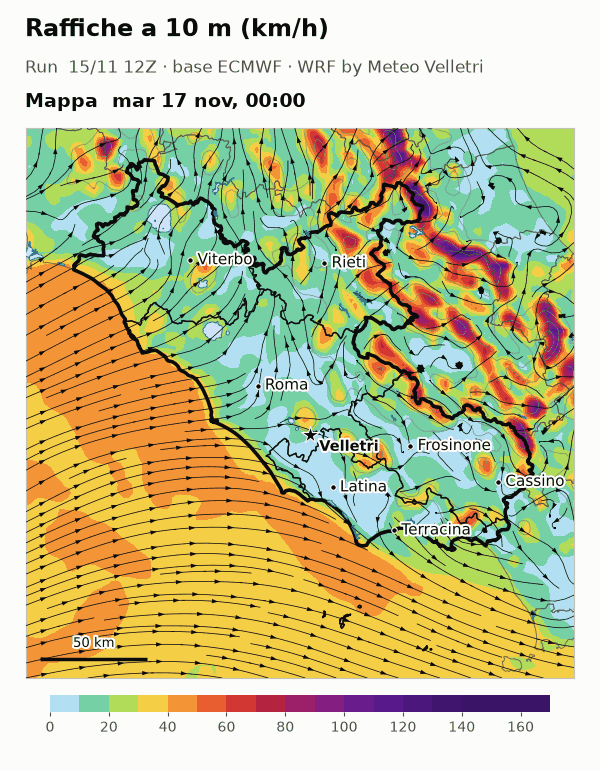 Raffiche a 10 m (km/h)
Run  15/11 12Z · base ECMWF · WRF by Meteo Velletri
Mappa  mar 17 nov, 00:00
Viterbo
Rieti
Roma
Velletri
Frosinone
Latina
Cassino
Terracina
50 km
0 20 40 60 80 100 120 140 160